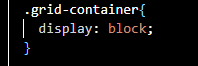 .grid-container{
  display: block;
}